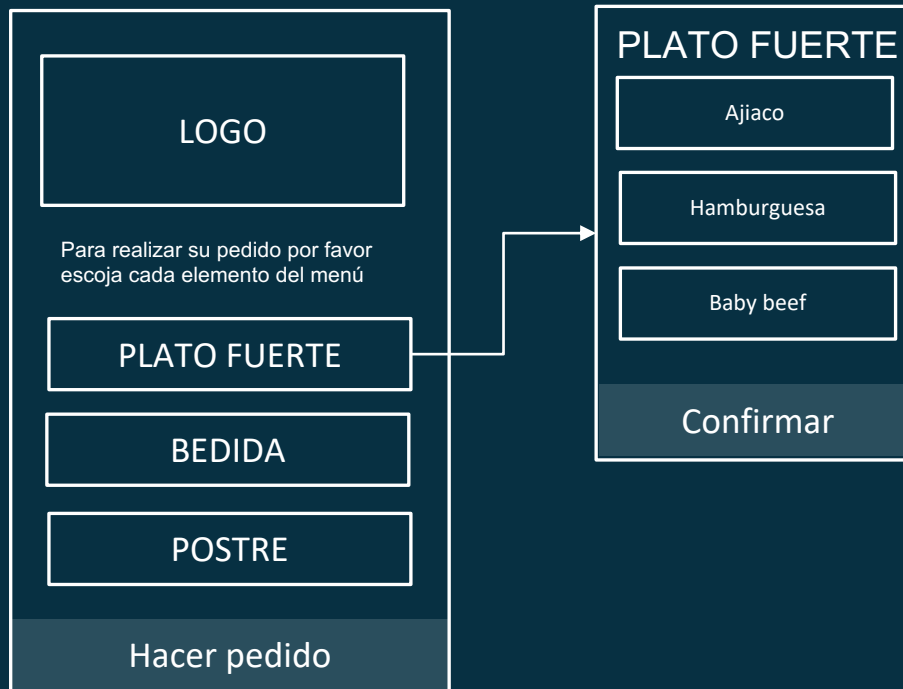 LOGO
Para realizar su pedido por favor
escoja cada elemento del menú
PLATO FUERTE
BEDIDA
POSTRE
Hacer pedido
PLATO FUERTE
Ajiaco
Hamburguesa
Baby beef
Confirmar